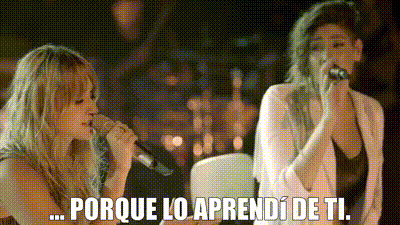 ... PORQUE LO APRENDÍ DE TI.